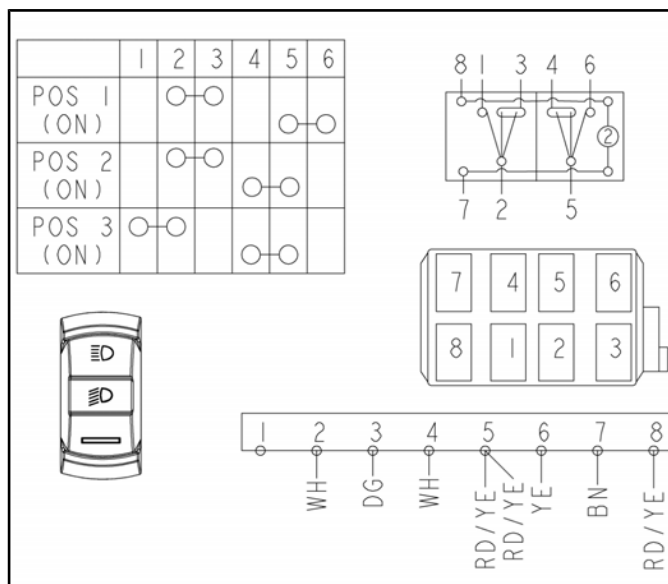 1 2 3 4 5 6
POS 1
(ON)
POS 2
(ON)
POS 3
(ON)
8 1 3 4 6
2
7 2 5
7 4 5 6
8 1 2 3
1 2 3 4 5 6 7 8
WH
DG
WH
RD/YE
RD/YE
YE
BN
RD/YE